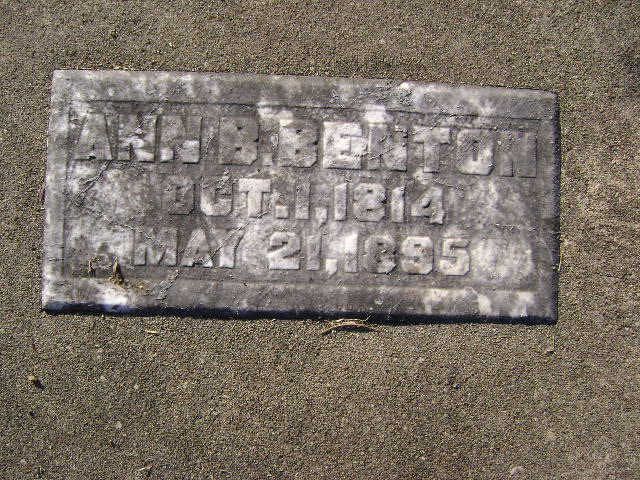 ANN B. BENTON
OCT. 1, 1814
MAY 21, 1895